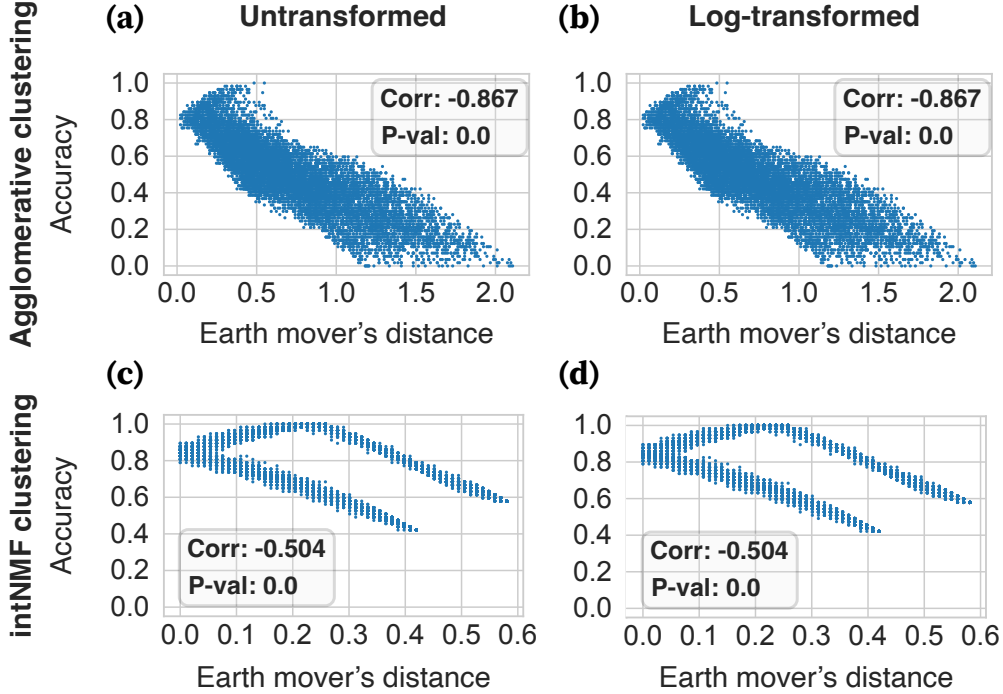 (a) Untransformed
(b) Log-transformed
Agglomerative clustering
Accuracy
1.0
0.8
0.6
0.4
0.2
0.0
Corr: -0.867
P-val: 0.0
0.0 0.5 1.0 1.5 2.0
Earth mover’s distance
1.0
0.8
0.6
0.4
0.2
0.0
Corr: -0.867
P-val: 0.0
0.0 0.5 1.0 1.5 2.0
Earth mover’s distance
(c)
intNMF clustering
Accuracy
1.0
0.8
0.6
0.4
0.2
0.0
Corr: -0.504
P-val: 0.0
0.0 0.1 0.2 0.3 0.4 0.5 0.6
Earth mover’s distance
(d)
1.0
0.8
0.6
0.4
0.2
0.0
Corr: -0.504
P-val: 0.0
0.0 0.1 0.2 0.3 0.4 0.5 0.6
Earth mover’s distance